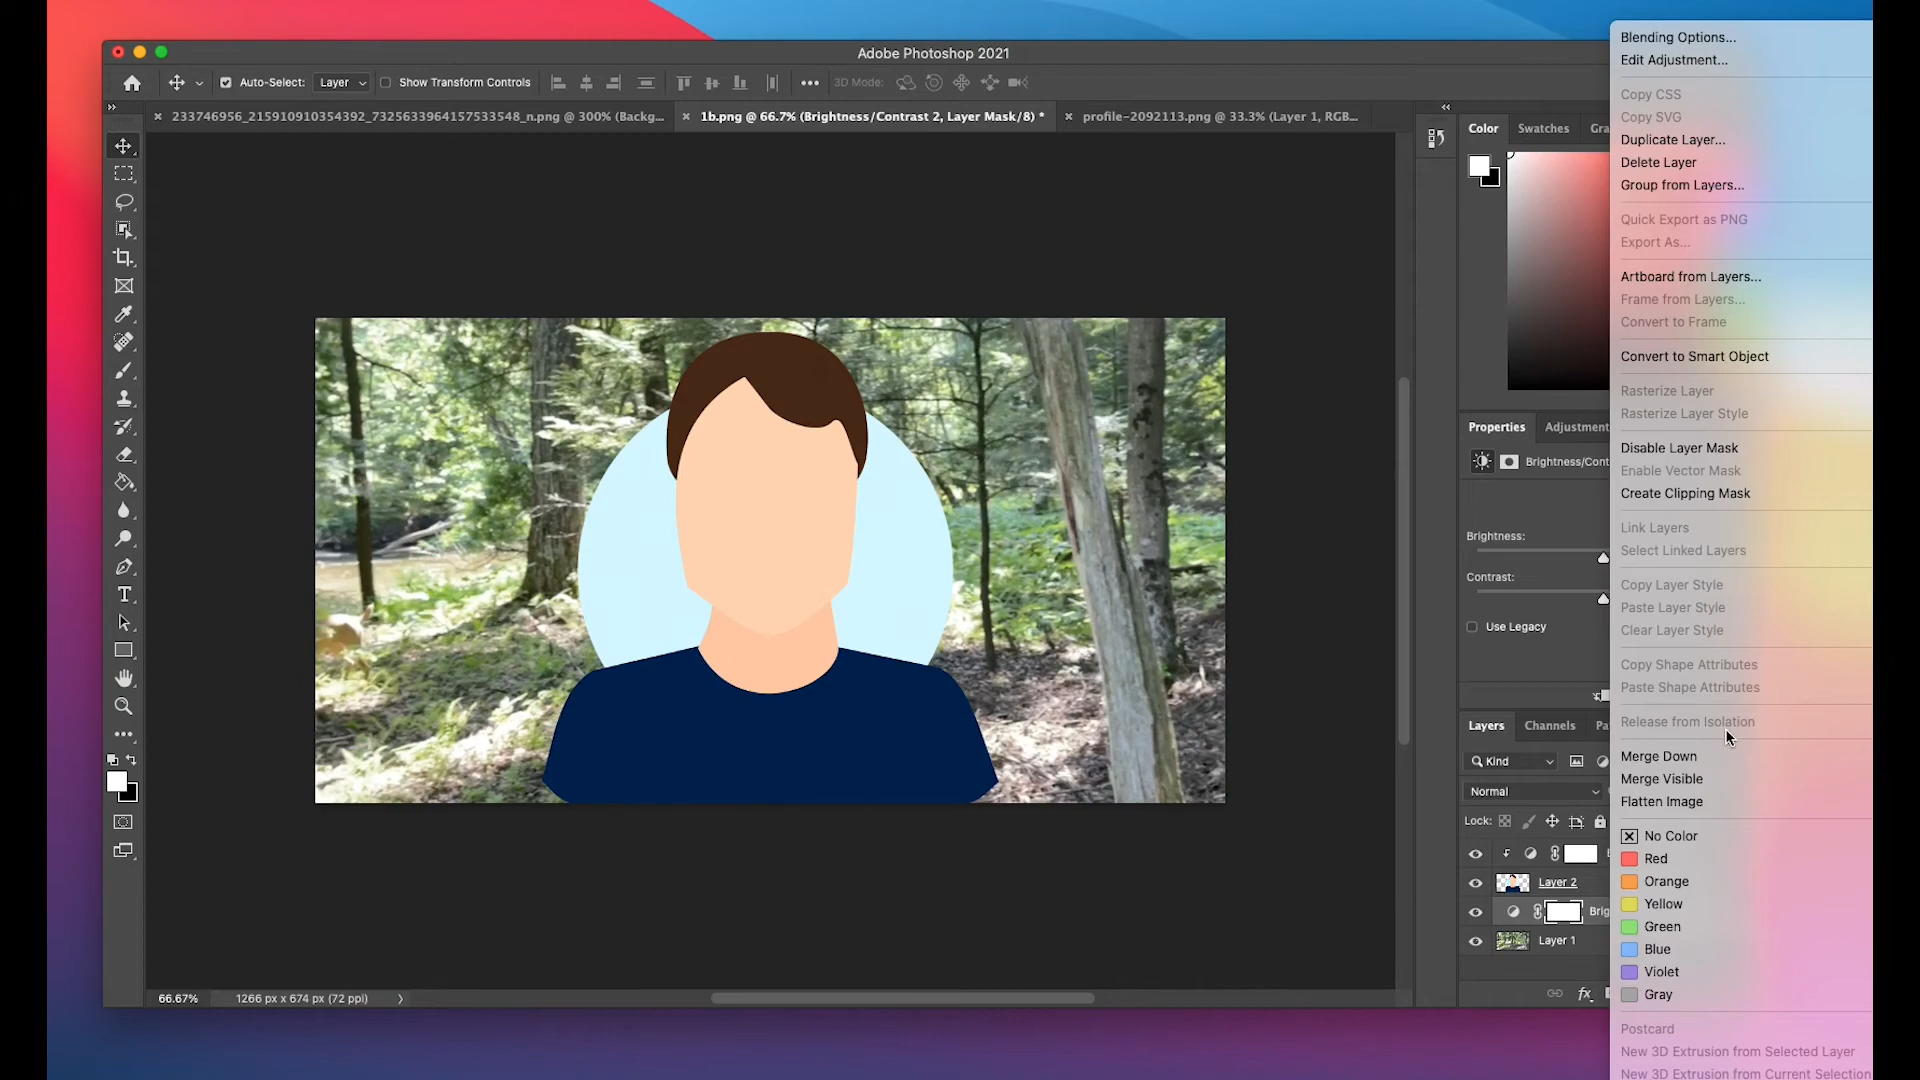 Adobe Photoshop 2021
Auto-Select: Layer Show Transform Controls 3D Mode:
233746956_215910910354392_7325633964157533548_n.png @ 300% (Backg... 1b.png @ 66.7% (Brightness/Contrast 2, Layer Mask/8) * profile-2092113.png @ 33.3% (Layer 1, RGB...
Color Swatches Gra
Properties Adjustment
Brightness/Cont
Brightness:
Contrast:
Use Legacy
Layers Channels Pa
Kind
Normal
Lock:
Layer 2
Brig
Layer 1
fx
66.67% 1266 px x 674 px (72 ppi)
Blending Options...
Edit Adjustment...
Copy CSS
Copy SVG
Duplicate Layer...
Delete Layer
Group from Layers...
Quick Export as PNG
Export As...
Artboard from Layers...
Frame from Layers...
Convert to Frame
Convert to Smart Object
Rasterize Layer
Rasterize Layer Style
Disable Layer Mask
Enable Vector Mask
Create Clipping Mask
Link Layers
Select Linked Layers
Copy Layer Style
Paste Layer Style
Clear Layer Style
Copy Shape Attributes
Paste Shape Attributes
Release from Isolation
Merge Down
Merge Visible
Flatten Image
No Color
Red
Orange
Yellow
Green
Blue
Violet
Gray
Postcard
New 3D Extrusion from Selected Layer
New 3D Extrusion from Current Selection